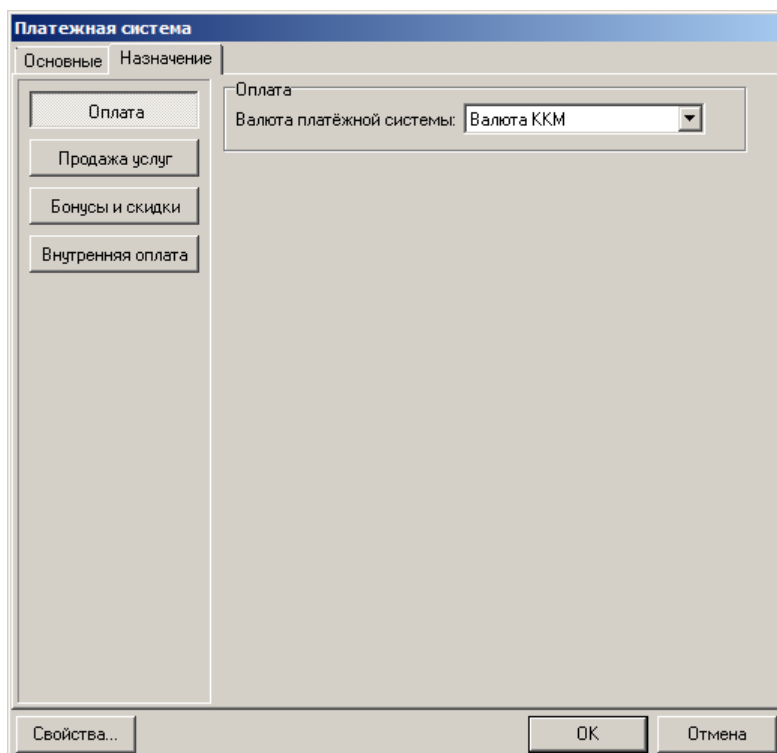 Платежная система
Основные Назначение
Оплата
Продажа услуг
Бонусы и скидки
Внутренняя оплата
Оплата
Валюта платёжной системы: Валюта ККМ
Свойства... OK Отмена